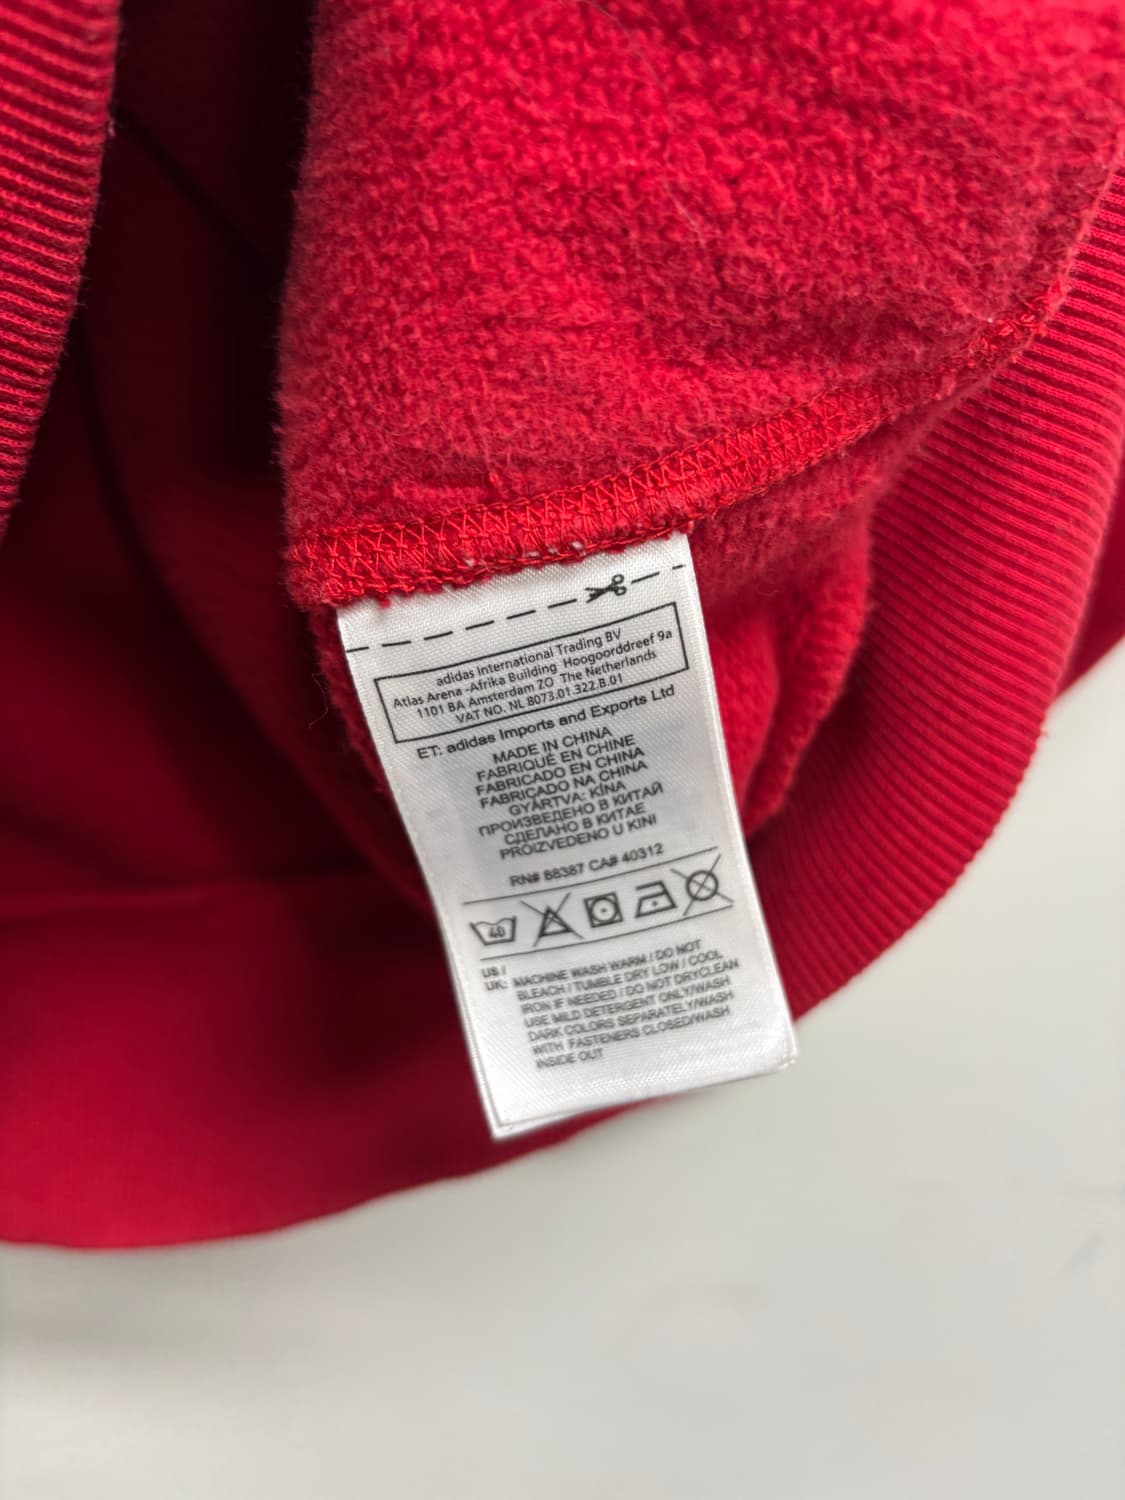 adidas International Trading BV
Atlas Arena -Afrika Building Hoogoorddreef 9a
1101 BA Amsterdam ZO The Netherlands
VAT NO. NL 8073.01.322.B.01
ET: adidas Imports and Exports Ltd
MADE IN CHINA
FABRIQUÉ EN CHINE
FABRICADO EN CHINA
FABRICADO NA CHINA
GYÁRTVA: KÍNA
ПРОИЗВЕДЕНО В КИТАЙ
СДЕЛАНО В КИТАЕ
PROIZVEDENO U KINI
RN# 88387 CA# 40312
40
US /
UK: MACHINE WASH WARM / DO NOT
BLEACH / TUMBLE DRY LOW / COOL
IRON IF NEEDED / DO NOT DRYCLEAN
USE MILD DETERGENT ONLY/WASH
DARK COLORS SEPARATELY/WASH
WITH FASTENERS CLOSED/WASH
INSIDE OUT